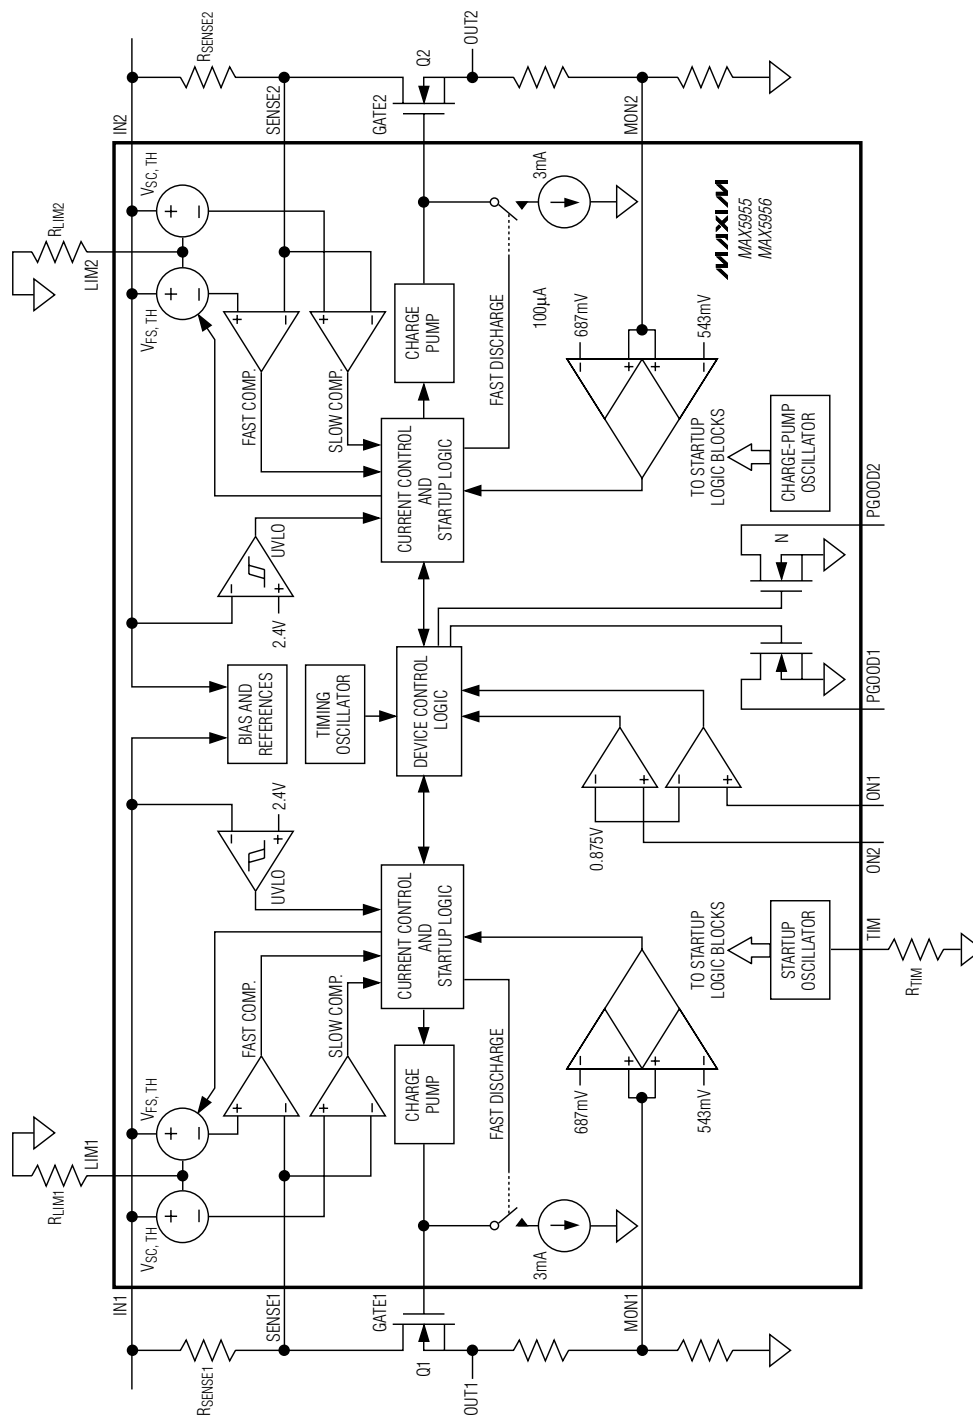 IN1
RSENSE1
SENSE1
GATE1
Q1
OUT1
MON1
RLIM1
LIM1
VSC, TH
VFS, TH
+
−
+
−
FAST COMP.
+
−
SLOW COMP.
+
−
CHARGE
PUMP
FAST DISCHARGE
3mA
CURRENT CONTROL
AND
STARTUP LOGIC
UVLO
2.4V
−
+
687mV
543mV
−
+
+
−
TO STARTUP
LOGIC BLOCKS
STARTUP
OSCILLATOR
TIM
RTIM
BIAS AND
REFERENCES
TIMING
OSCILLATOR
DEVICE CONTROL
LOGIC
0.875V
−
+
−
+
ON2
ON1
PGOOD1
PGOOD2
N
2.4V
−
+
UVLO
CURRENT CONTROL
AND
STARTUP LOGIC
TO STARTUP
LOGIC BLOCKS
CHARGE-PUMP
OSCILLATOR
FAST COMP.
+
−
SLOW COMP.
+
−
CHARGE
PUMP
FAST DISCHARGE
100µA
3mA
687mV
543mV
−
+
+
−
VFS, TH
VSC, TH
+
−
+
−
LIM2
RLIM2
MAXIM
MAX5955
MAX5956
IN2
RSENSE2
SENSE2
GATE2
Q2
OUT2
MON2